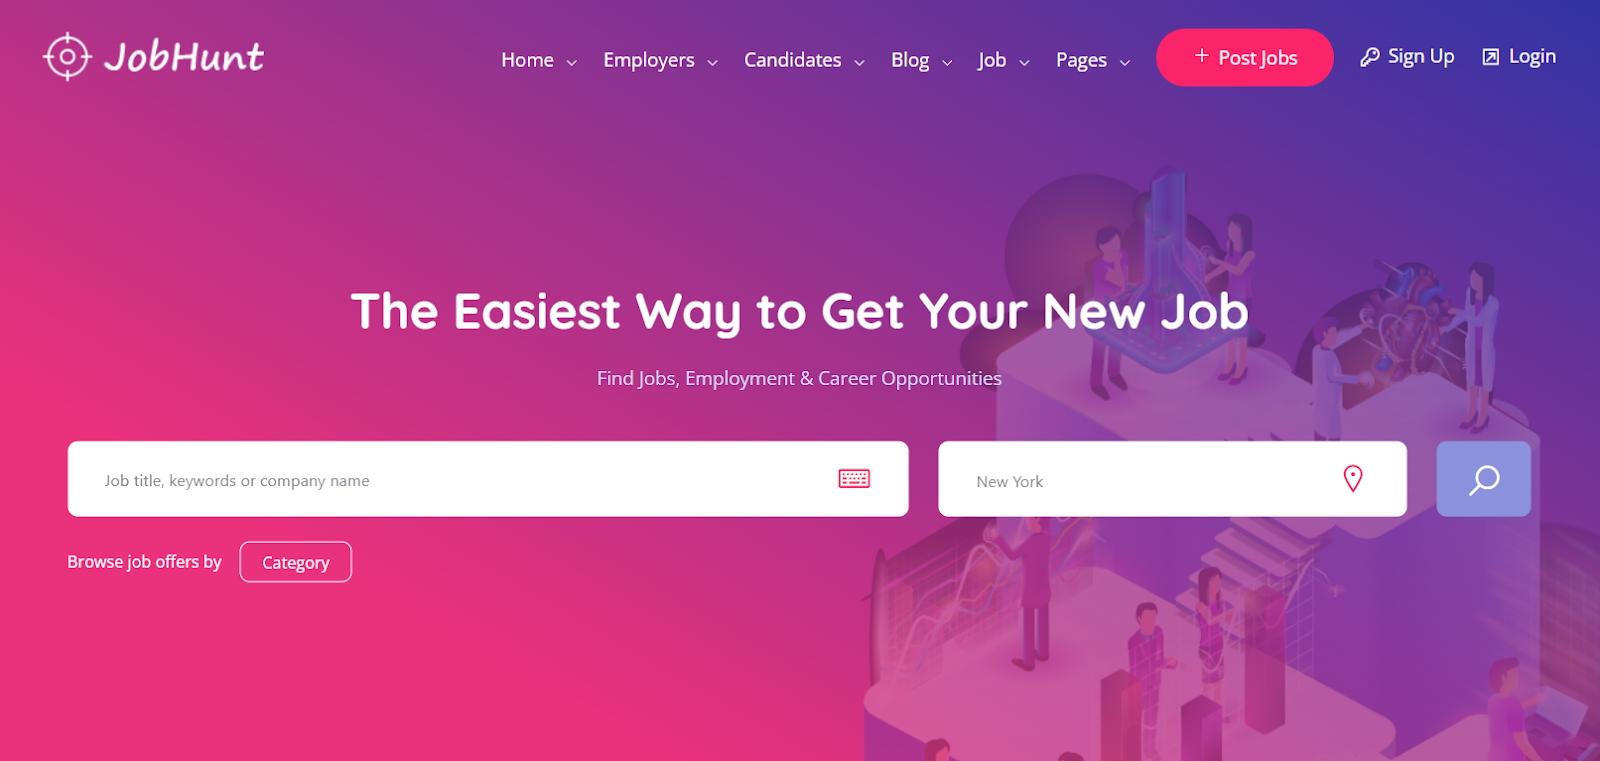 JobHunt
Home Employers Candidates Blog Job Pages + Post Jobs Sign Up Login
The Easiest Way to Get Your New Job
Find Jobs, Employment & Career Opportunities
Job title, keywords or company name
New York
Browse job offers by Category